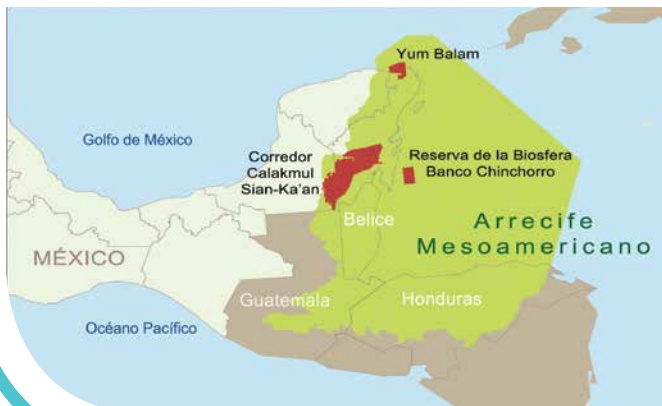 Yum Balam
Golfo de México
Corredor
Calakmul
Sian-Ka'an
Reserva de la Biosfera
Banco Chinchorro
Belice
Arrecife
Mesoamericano
MÉXICO
Guatemala
Honduras
Océano Pacífico